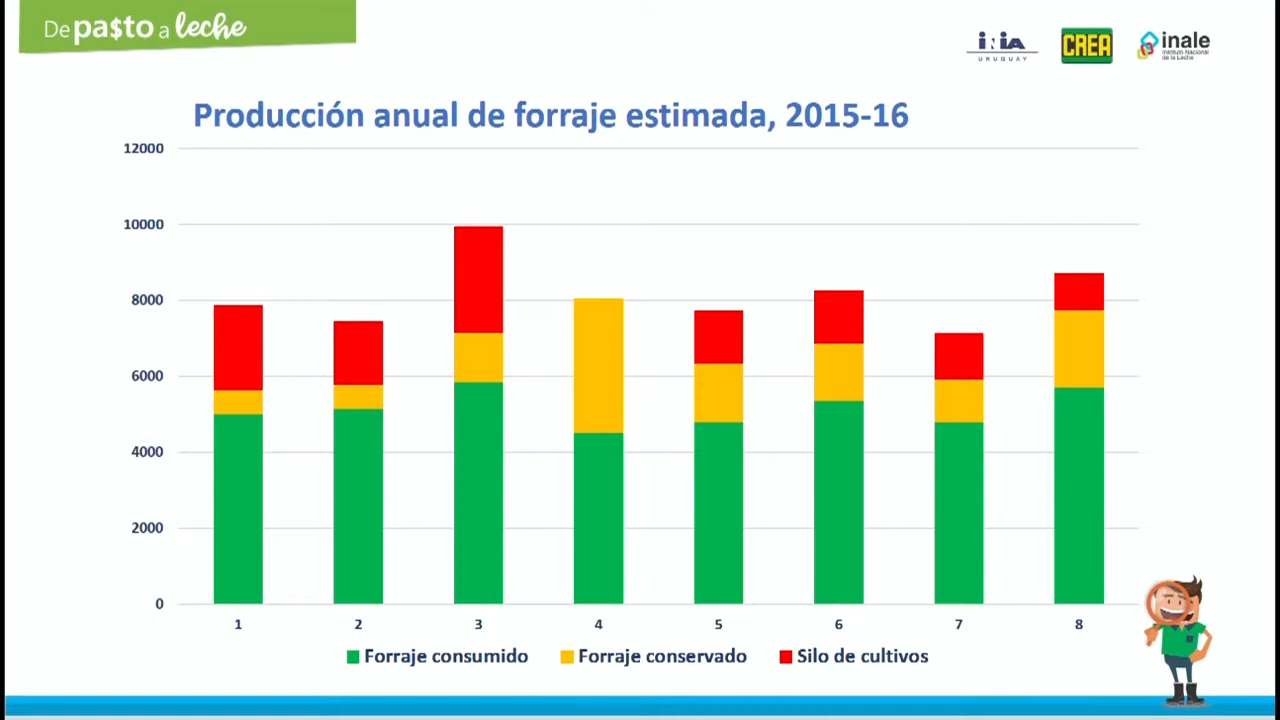 De pa$to a leche
iNiA
URUGUAY
CREA
inale
Instituto Nacional
de la Leche
Producción anual de forraje estimada, 2015-16
12000
10000
8000
6000
4000
2000
0
1 2 3 4 5 6 7 8
Forraje consumido Forraje conservado Silo de cultivos